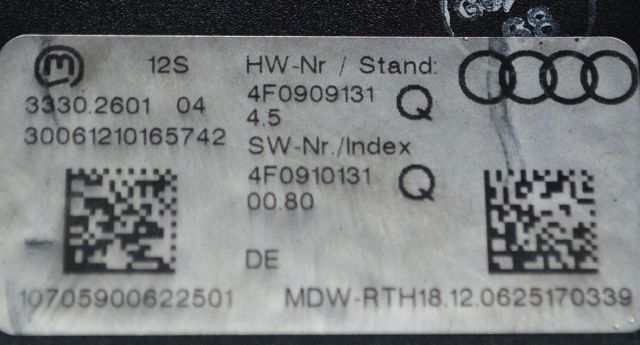 12S
3330.2601 04
30061210165742
HW-Nr / Stand:
4F0909131 Q
4.5
SW-Nr./Index
4F0910131 Q
00.80
DE
10705900622501
MDW-RTH18.12.0625170339